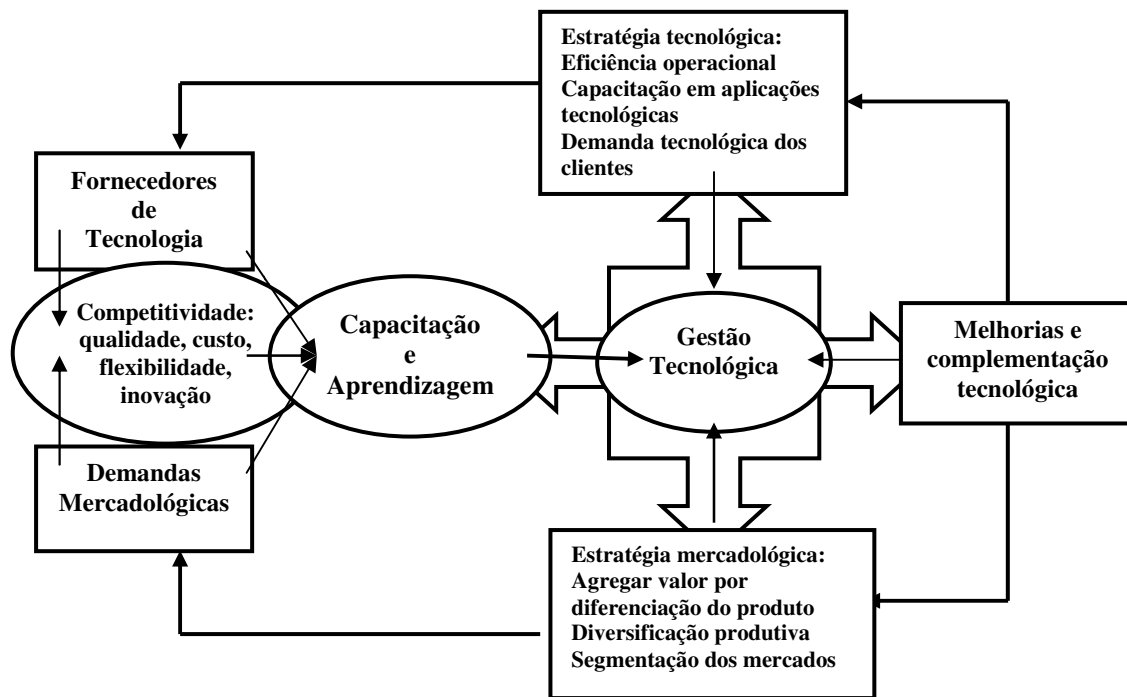 Estratégia tecnológica:
Eficiência operacional
Capacitação em aplicações
tecnológicas
Demanda tecnológica dos
clientes
Fornecedores
de
Tecnologia
Competitividade:
qualidade, custo,
flexibilidade,
inovação
Capacitação
e
Aprendizagem
Gestão
Tecnológica
Melhorias e
complementação
tecnológica
Demandas
Mercadológicas
Estratégia mercadológica:
Agregar valor por
diferenciação do produto
Diversificação produtiva
Segmentação dos mercados